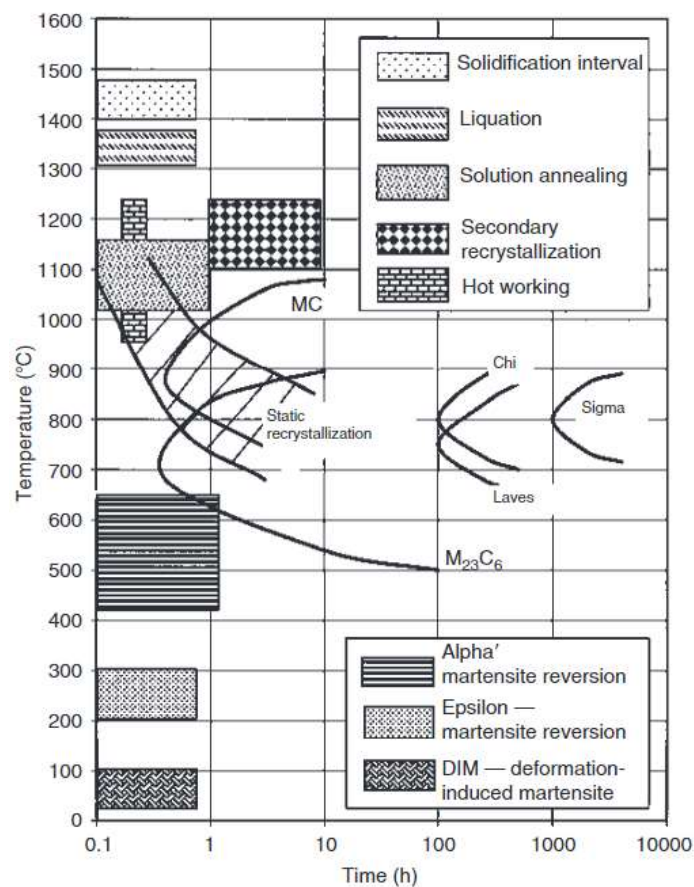 1600
1500
1400
1300
1200
1100
1000
900
800
700
600
500
400
300
200
100
0
Temperature (°C)
Solidification interval
Liquation
Solution annealing
Secondary
recrystallization
Hot working
MC
Chi
Sigma
Static
recrystallization
Laves
M₂₃C₆
Alpha′
martensite reversion
Epsilon —
martensite reversion
DIM — deformation-
induced martensite
0.1 1 10 100 1000 10000
Time (h)